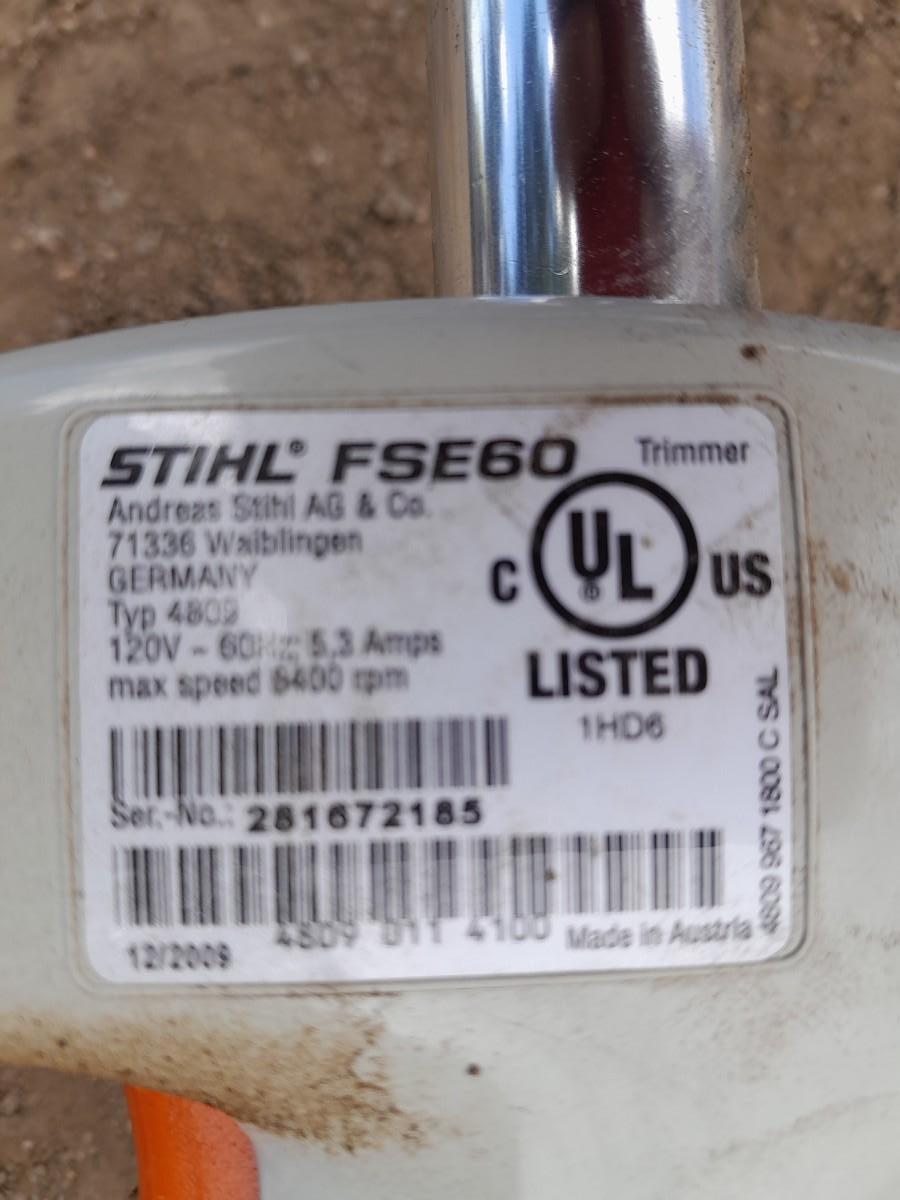 STIHL® FSE60 Trimmer
Andreas Stihl AG & Co.
71336 Waiblingen
GERMANY
Typ 4809
120V ~ 60Hz; 5,3 Amps
max speed 6400 rpm
C UL® US
LISTED
1HD6
Ser.-No.: 281672185
4809 011 4100
12/2009
Made in Austria
4809 967 1800 C SAL